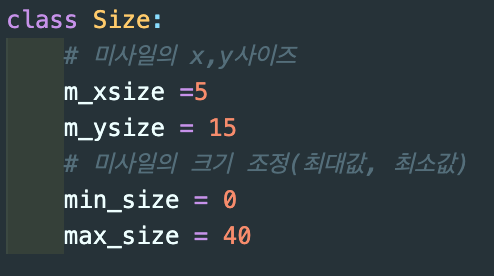 class Size:
# 미사일의 x,y사이즈
m_xsize =5
m_ysize = 15
# 미사일의 크기 조정(최대값, 최소값)
min_size = 0
max_size = 40